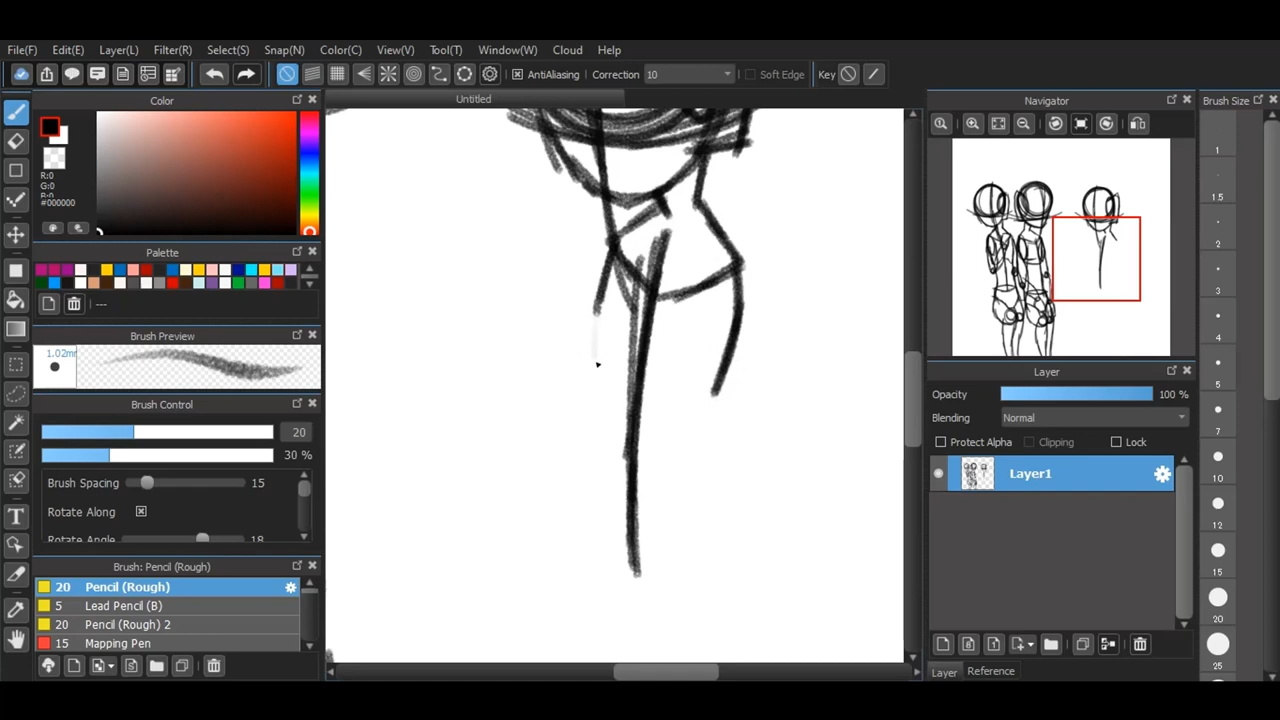 File(F) Edit(E) Layer(L) Filter(R) Select(S) Snap(N) Color(C) View(V) Tool(T) Window(W) Cloud Help
AntiAliasing Correction 10 Soft Edge Key
Color
Untitled
Navigator
Brush Size
R:0
G:0
B:0
#000000
Palette
---
Brush Preview
1.02mm
Brush Control
20
30 %
Brush Spacing 15
Rotate Along
Rotate Angle 18
Brush: Pencil (Rough)
20 Pencil (Rough)
5 Lead Pencil (B)
20 Pencil (Rough) 2
15 Mapping Pen
Layer
Opacity 100 %
Blending Normal
Protect Alpha Clipping Lock
Layer1
Layer Reference
1
1.5
2
3
4
5
7
10
12
15
20
25